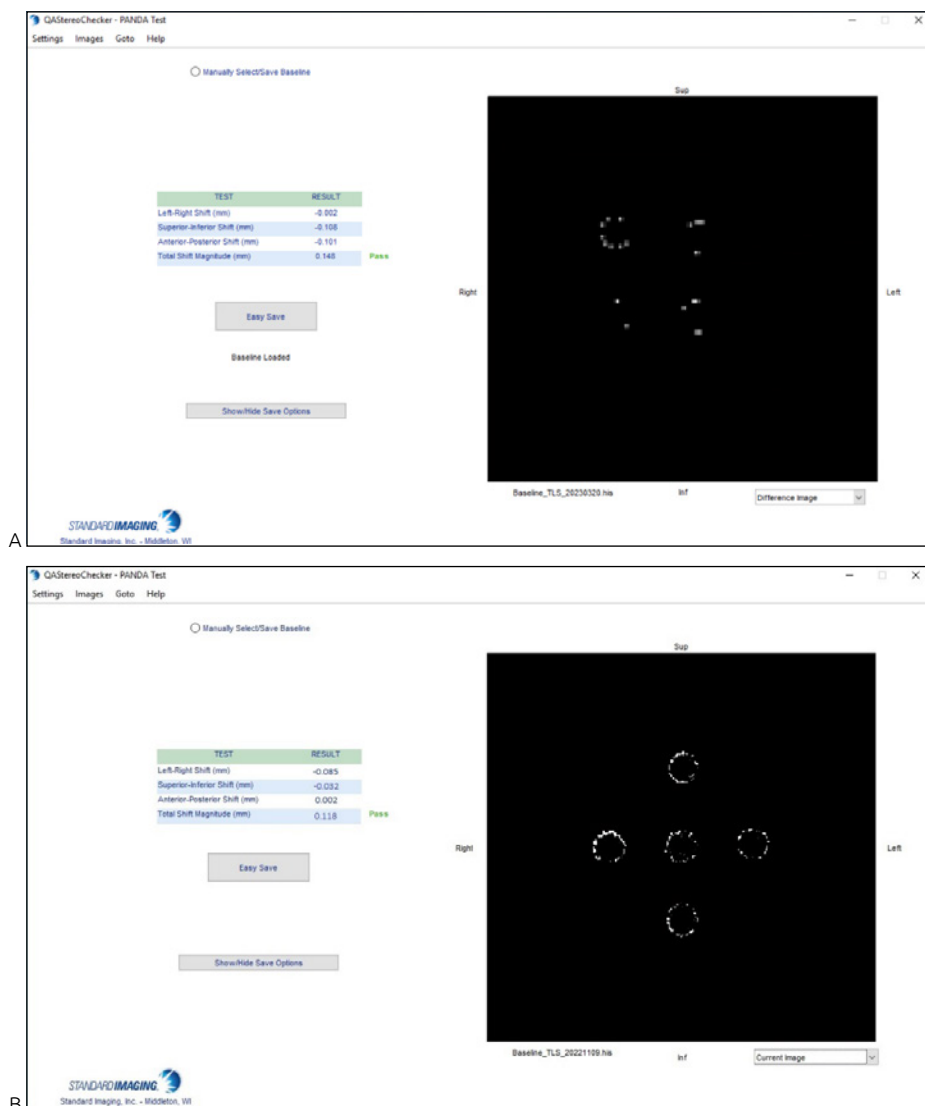 QAStereoChecker - PANDA Test
Settings Images Goto Help
Manually Select/Save Baseline
Sup
TEST RESULT
Left-Right Shift (mm) -0.002
Superior-Inferior Shift (mm) -0.108
Anterior-Posterior Shift (mm) -0.101
Total Shift Magnitude (mm) 0.148 Pass
Right Left
Easy Save
Baseline Loaded
Show/Hide Save Options
Baseline_TLS_20230320.his Inf Difference Image
STANDARD IMAGING.
Standard Imaging, Inc. - Middleton, WI
A
QAStereoChecker - PANDA Test
Settings Images Goto Help
Manually Select/Save Baseline
Sup
TEST RESULT
Left-Right Shift (mm) -0.085
Superior-Inferior Shift (mm) -0.032
Anterior-Posterior Shift (mm) 0.002
Total Shift Magnitude (mm) 0.118 Pass
Right Left
Easy Save
Show/Hide Save Options
Baseline_TLS_20221109.his Inf Current Image
STANDARD IMAGING.
Standard Imaging, Inc. - Middleton, WI
B